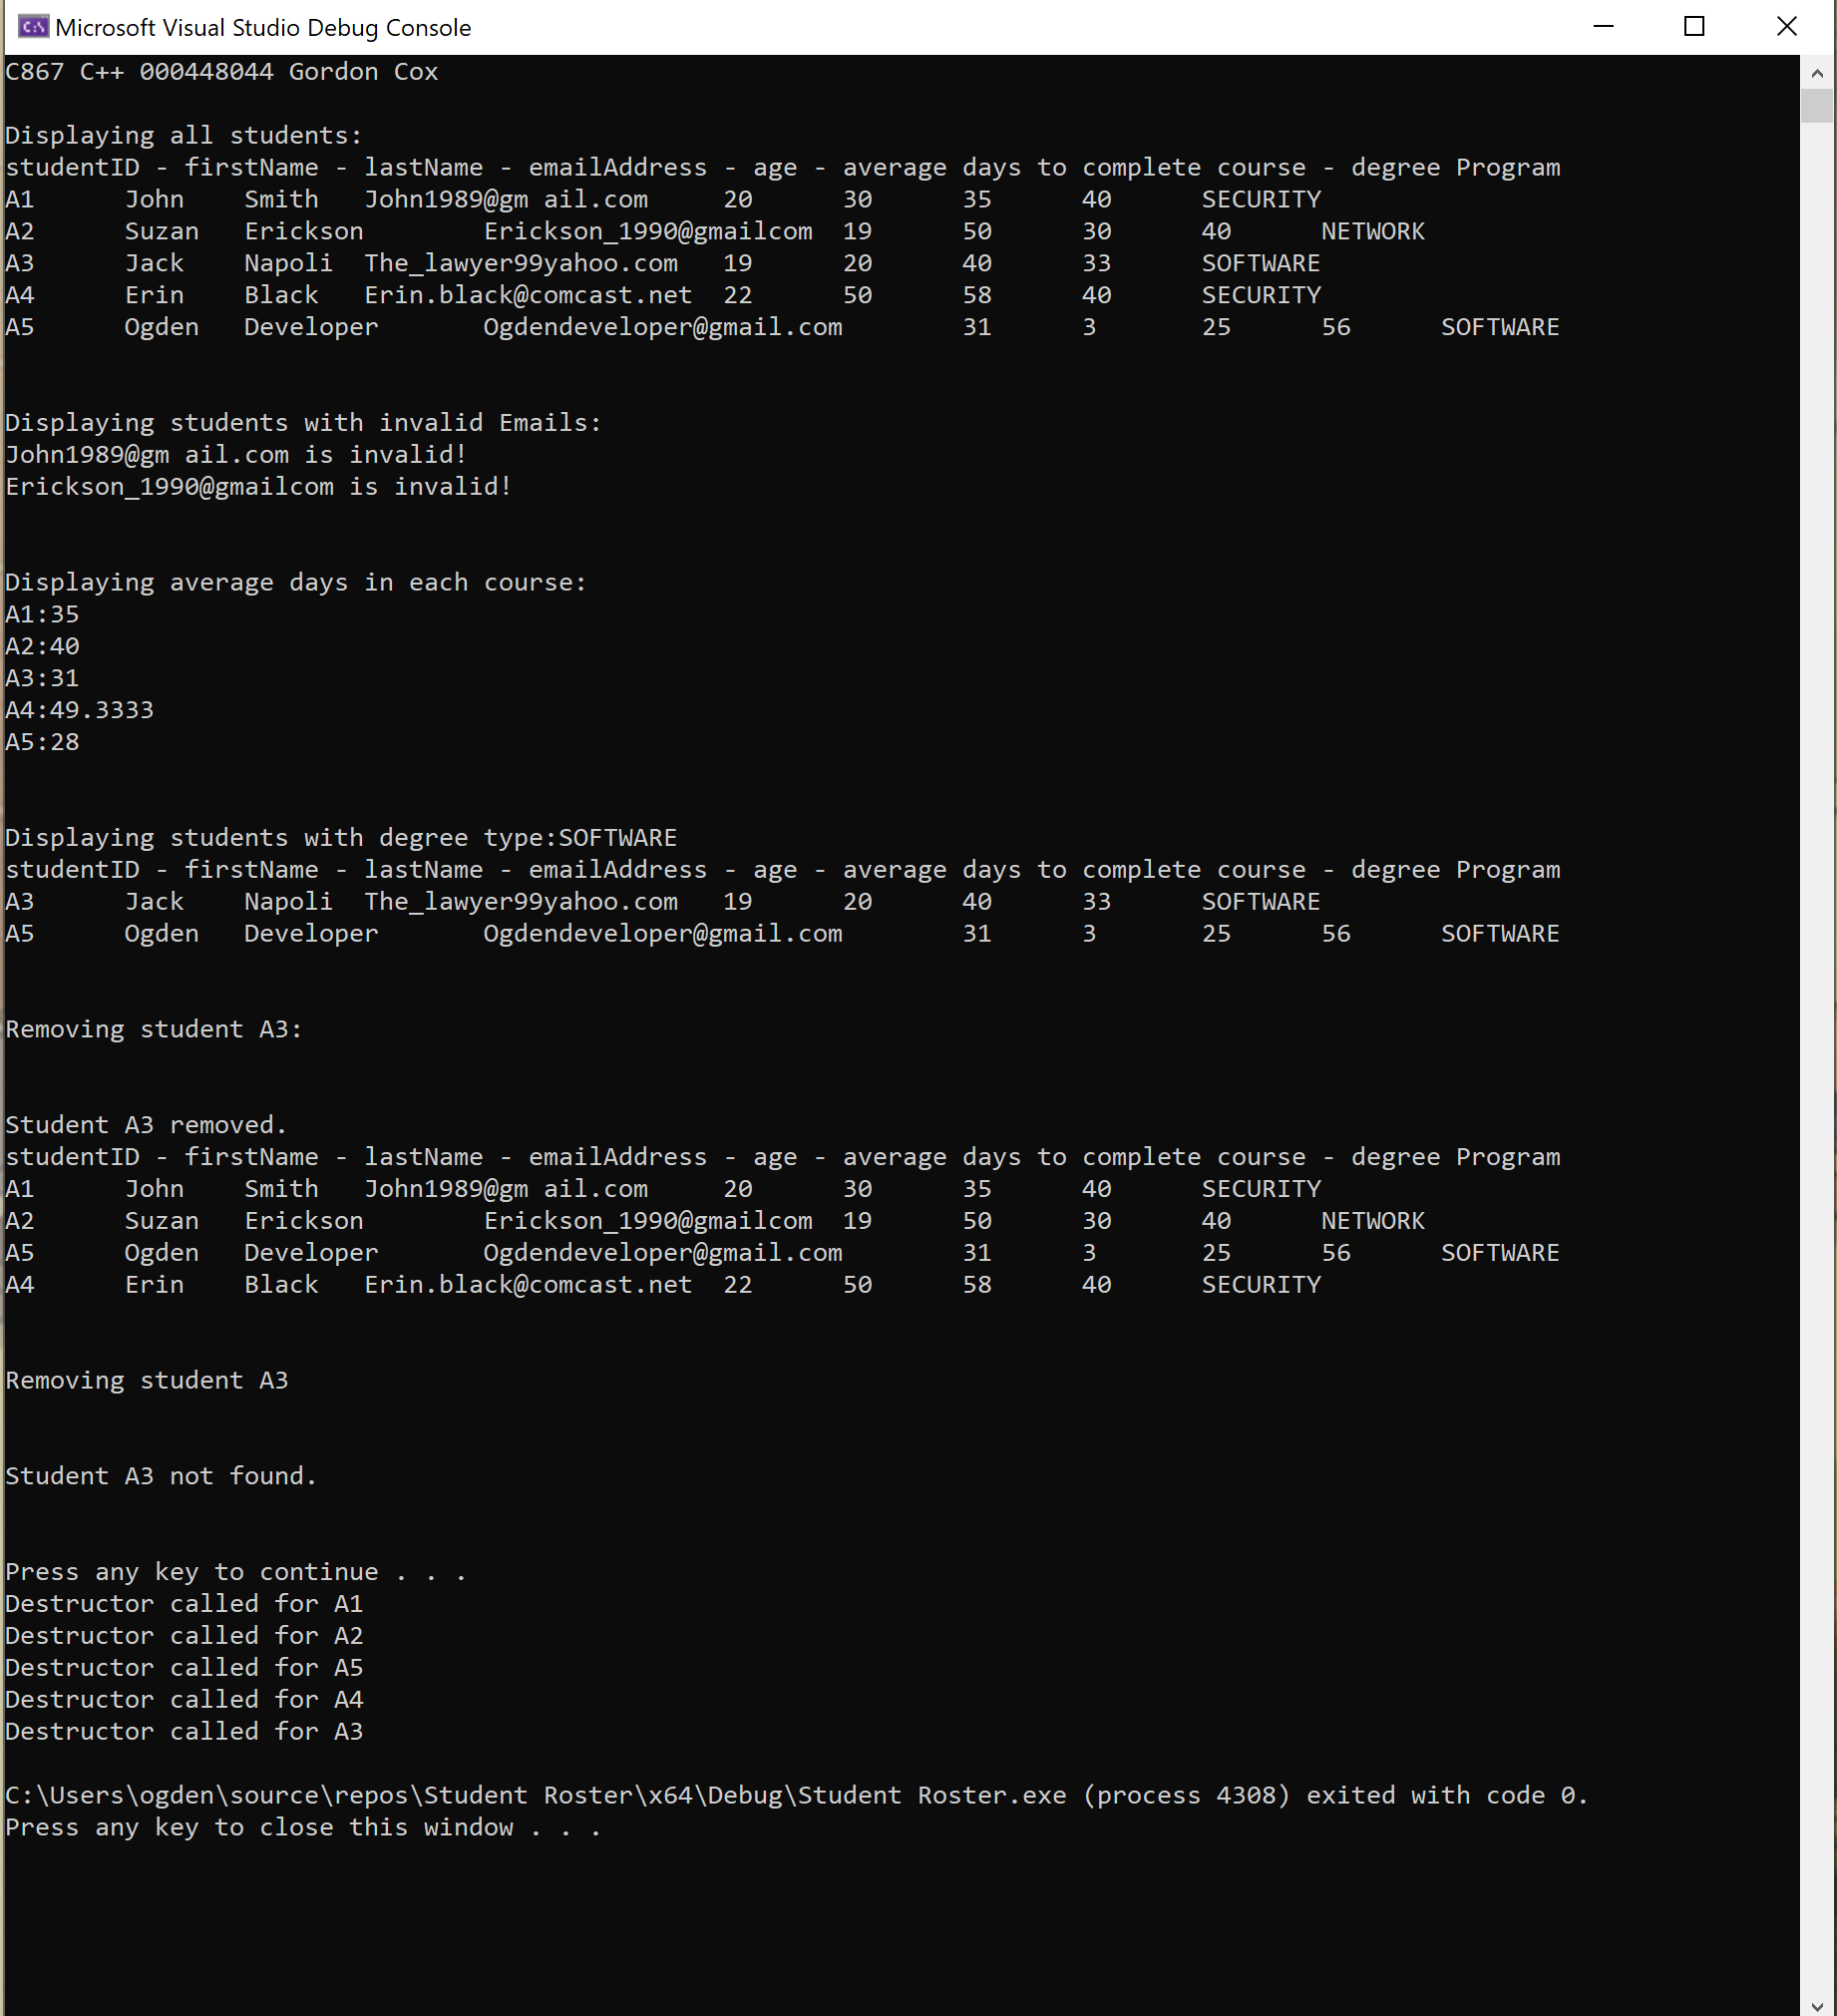 Microsoft Visual Studio Debug Console
C867 C++ 000448044 Gordon Cox
Displaying all students:
studentID - firstName - lastName - emailAddress - age - average days to complete course - degree Program
A1 John Smith John1989@gm ail.com 20 30 35 40 SECURITY
A2 Suzan Erickson Erickson_1990@gmailcom 19 50 30 40 NETWORK
A3 Jack Napoli The_lawyer99yahoo.com 19 20 40 33 SOFTWARE
A4 Erin Black Erin.black@comcast.net 22 50 58 40 SECURITY
A5 Ogden Developer Ogdendeveloper@gmail.com 31 3 25 56 SOFTWARE
Displaying students with invalid Emails:
John1989@gm ail.com is invalid!
Erickson_1990@gmailcom is invalid!
Displaying average days in each course:
A1:35
A2:40
A3:31
A4:49.3333
A5:28
Displaying students with degree type:SOFTWARE
studentID - firstName - lastName - emailAddress - age - average days to complete course - degree Program
A3 Jack Napoli The_lawyer99yahoo.com 19 20 40 33 SOFTWARE
A5 Ogden Developer Ogdendeveloper@gmail.com 31 3 25 56 SOFTWARE
Removing student A3:
Student A3 removed.
studentID - firstName - lastName - emailAddress - age - average days to complete course - degree Program
A1 John Smith John1989@gm ail.com 20 30 35 40 SECURITY
A2 Suzan Erickson Erickson_1990@gmailcom 19 50 30 40 NETWORK
A5 Ogden Developer Ogdendeveloper@gmail.com 31 3 25 56 SOFTWARE
A4 Erin Black Erin.black@comcast.net 22 50 58 40 SECURITY
Removing student A3
Student A3 not found.
Press any key to continue . . .
Destructor called for A1
Destructor called for A2
Destructor called for A5
Destructor called for A4
Destructor called for A3
C:\Users\ogden\source\repos\Student Roster\x64\Debug\Student Roster.exe (process 4308) exited with code 0.
Press any key to close this window . . .